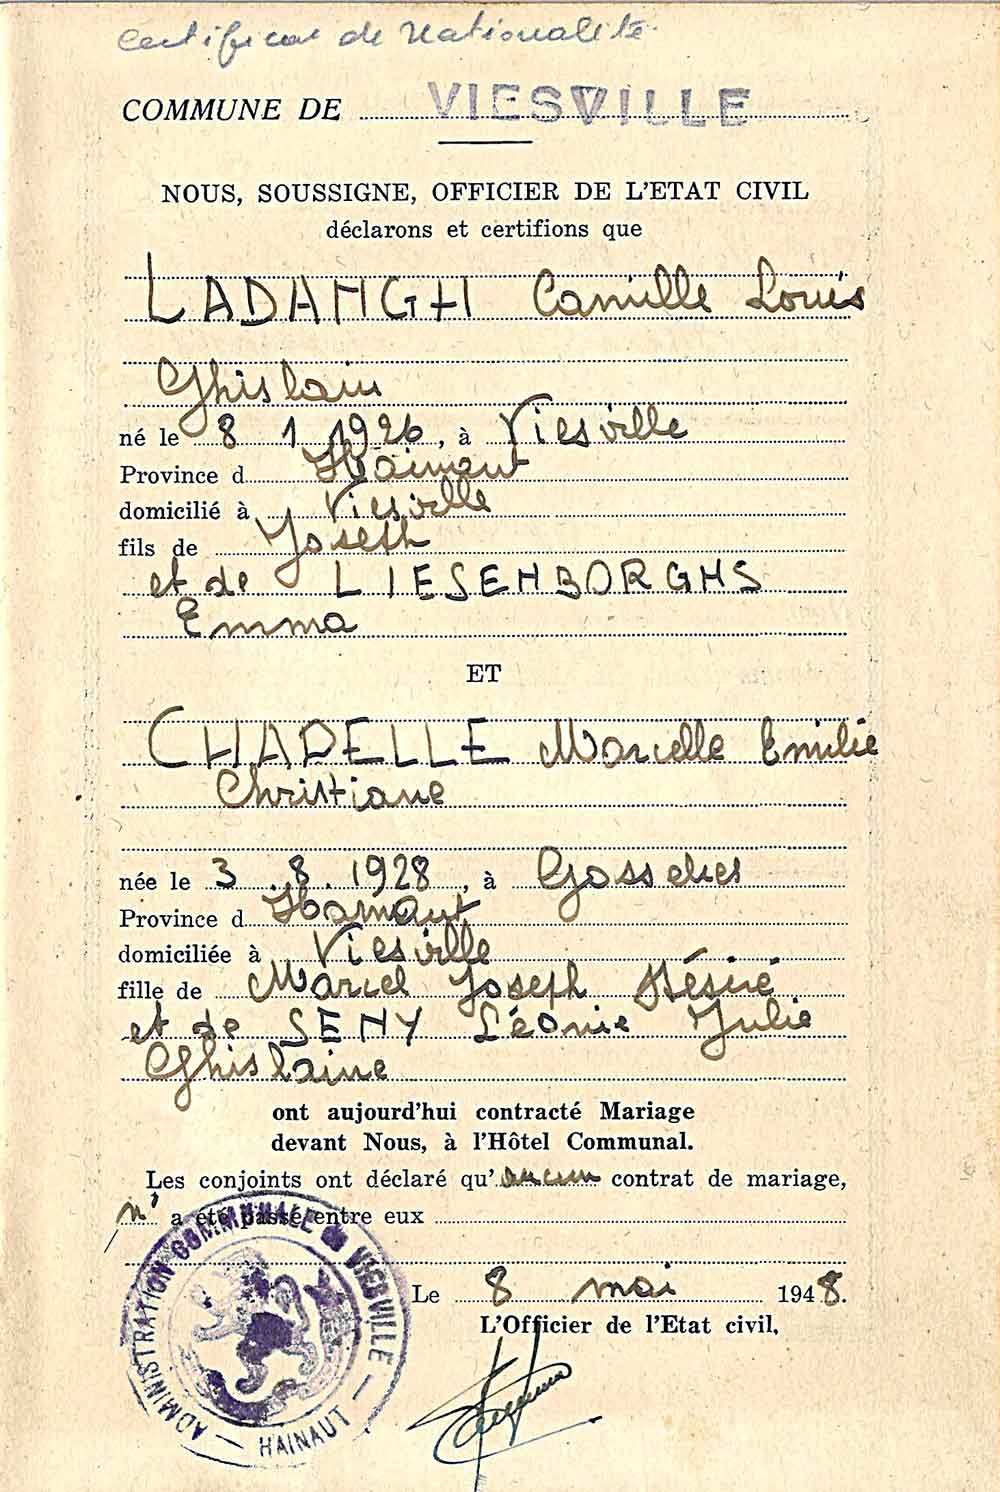 Certificat de Nationalité
COMMUNE DE VIESVILLE
NOUS, SOUSSIGNE, OFFICIER DE L'ETAT CIVIL
déclarons et certifions que
LADANGH Camille Louis
Ghislain
né le 8 1 1926, à Viesville
Province d Hainaut
domicilié à Viesville
fils de Joseph
et de LIESENBORGHS
Emma
ET
CHAPELLE Marcelle Emilie
Christiane
née le 3.8.1928, à Gosselies
Province d Hainaut
domiciliée à Viesville
fille de Marcel Joseph Désiré
et de SENY Léonie Julie
Ghislaine
ont aujourd'hui contracté Mariage
devant Nous, à l'Hôtel Communal.
Les conjoints ont déclaré qu'aucun contrat de mariage,
n' a été passé entre eux
Le 8 mai 1948.
L'Officier de l'Etat civil,
ADMINISTRATION COMMUNALE de VIESVILLE
HAINAUT